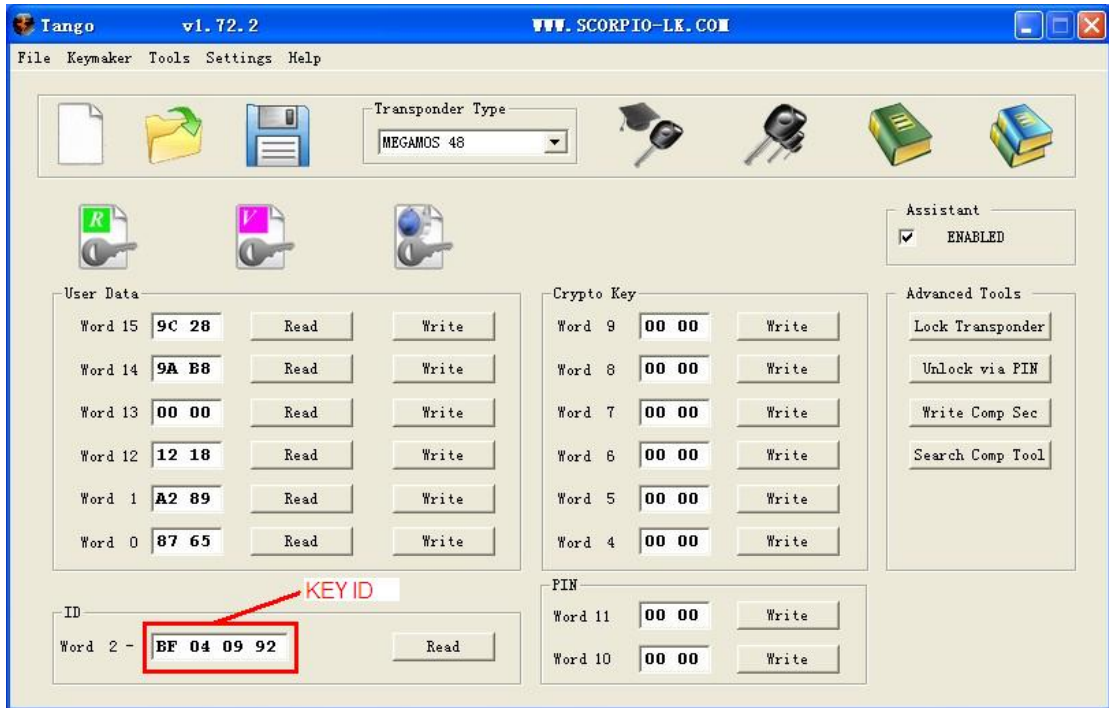 Tango v1.72.2 WWW.SCORPIO-LK.COM
File Keymaker Tools Settings Help
Transponder Type
MEGAMOS 48
R
V
Assistant
ENABLED
User Data
Word 15 9C 28 Read Write
Word 14 9A B8 Read Write
Word 13 00 00 Read Write
Word 12 12 18 Read Write
Word 1 A2 89 Read Write
Word 0 87 65 Read Write
Crypto Key
Word 9 00 00 Write
Word 8 00 00 Write
Word 7 00 00 Write
Word 6 00 00 Write
Word 5 00 00 Write
Word 4 00 00 Write
Advanced Tools
Lock Transponder
Unlock via PIN
Write Comp Sec
Search Comp Tool
KEY ID
ID
Word 2 - BF 04 09 92 Read
PIN
Word 11 00 00 Write
Word 10 00 00 Write